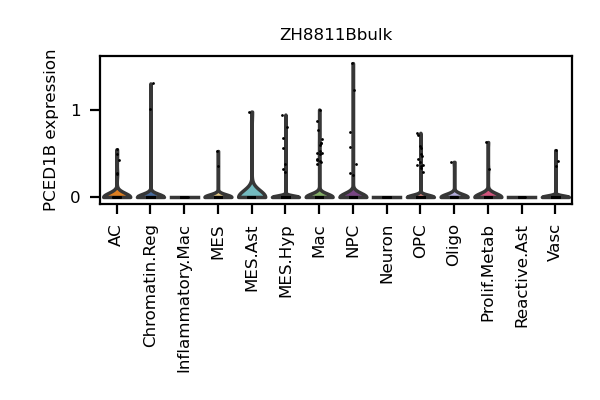 ZH8811Bbulk
PCED1B expression
1
0
AC
Chromatin.Reg
Inflammatory.Mac
MES
MES.Ast
MES.Hyp
Mac
NPC
Neuron
OPC
Oligo
Prolif.Metab
Reactive.Ast
Vasc